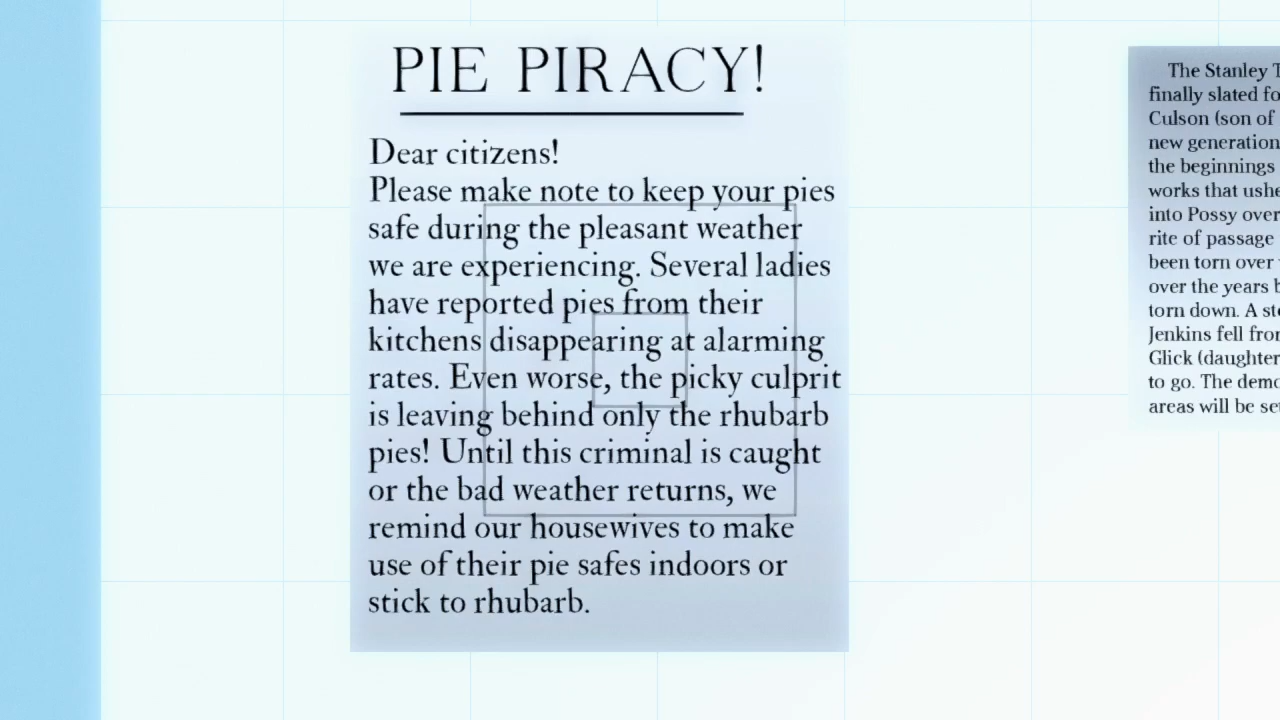 PIE PIRACY!
Dear citizens!
Please make note to keep your pies
safe during the pleasant weather
we are experiencing. Several ladies
have reported pies from their
kitchens disappearing at alarming
rates. Even worse, the picky culprit
is leaving behind only the rhubarb
pies! Until this criminal is caught
or the bad weather returns, we
remind our housewives to make
use of their pie safes indoors or
stick to rhubarb.
The Stanley
finally slated
Culson (son of
new generation
the beginnings
works that
into Possy over
rite of passage
been torn over
over the years
torn down. A
Jenkins fell
Glick (daughter
to go. The
areas will be